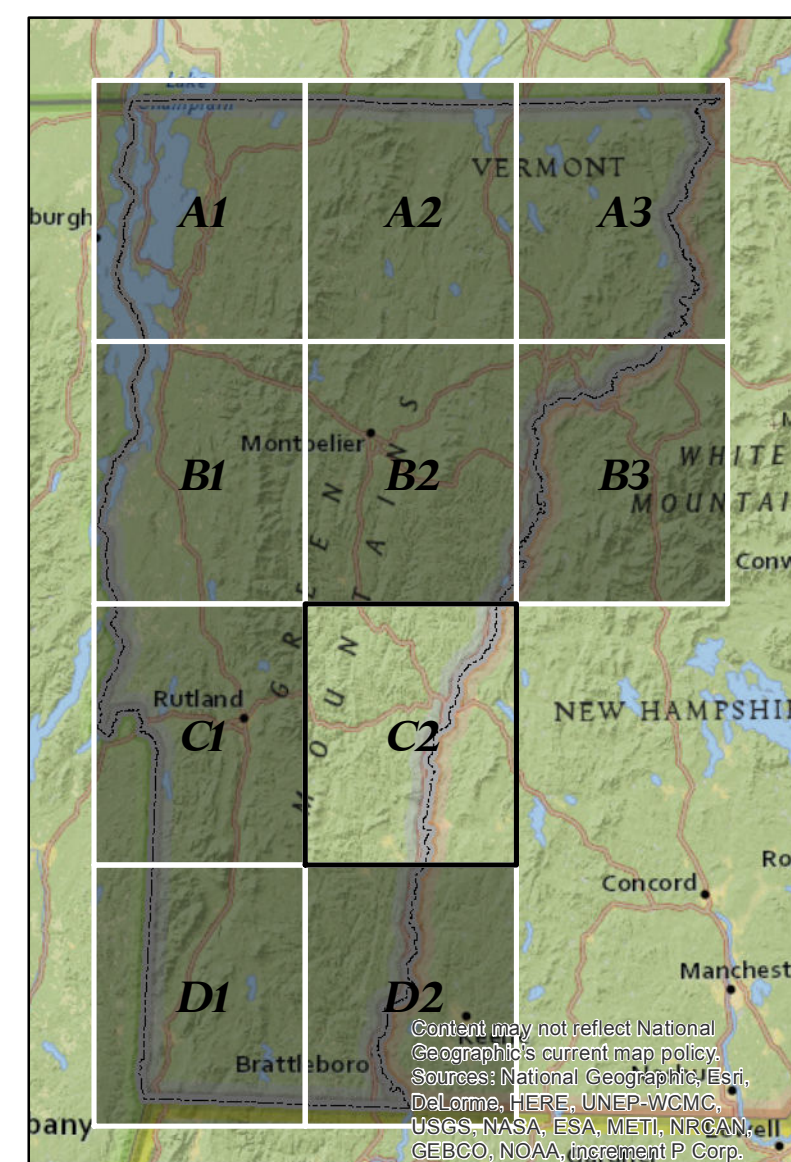 Lake
Champlain
VERMONT
A1
A2
A3
burgh
Montpelier
B1
B2
B3
WHITE
MOUNTAI
Conw
GREEN
MOUNTAINS
Rutland
C1
C2
NEW HAMPSHI
Ro
Concord
Manchest
D1
D2
Brattleboro
bany
Content may not reflect National
Geographic's current map policy.
Sources: National Geographic, Esri,
DeLorme, HERE, UNEP-WCMC,
USGS, NASA, ESA, METI, NRCAN,
GEBCO, NOAA, increment P Corp.